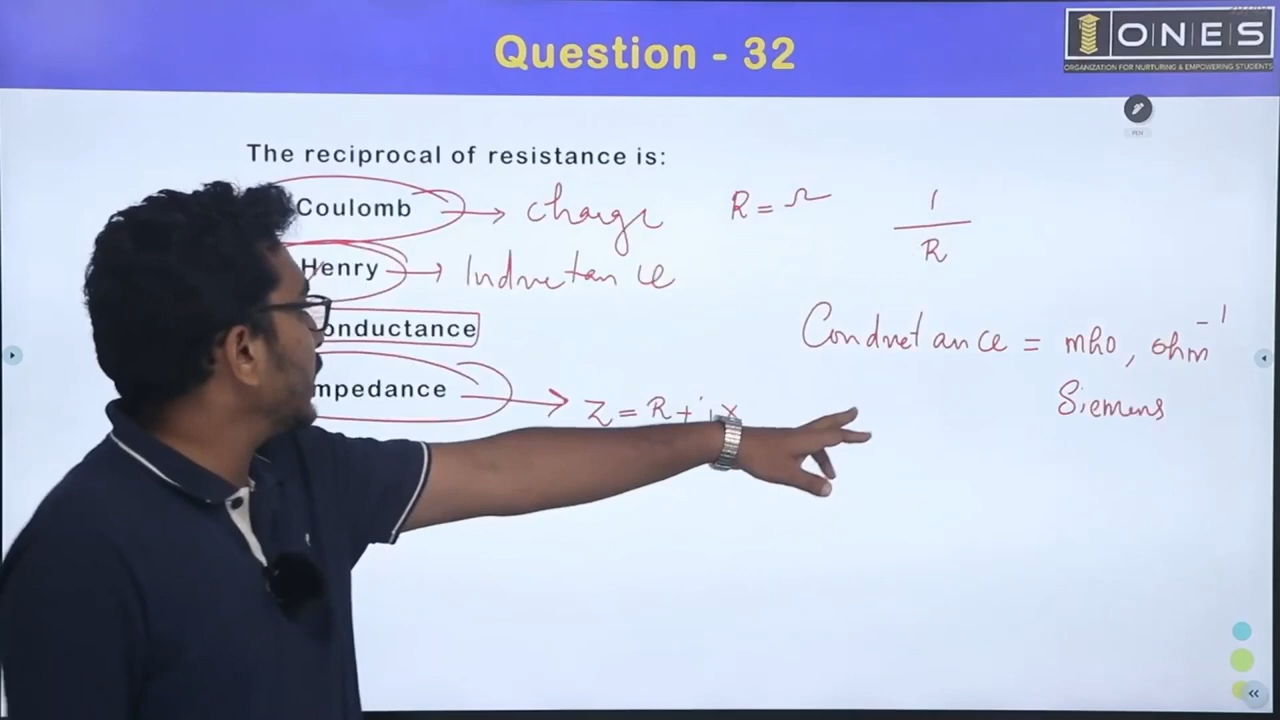 Question - 32
ONES
ORGANIZATION FOR NURTURING & EMPOWERING STUDENTS
PEN
The reciprocal of resistance is:
Coulomb → Charge
R = Ω
1
R
Henry → Inductance
onductance
Conductance = mho, ohm⁻¹
Siemens
mpedance → Z = R + jX
«